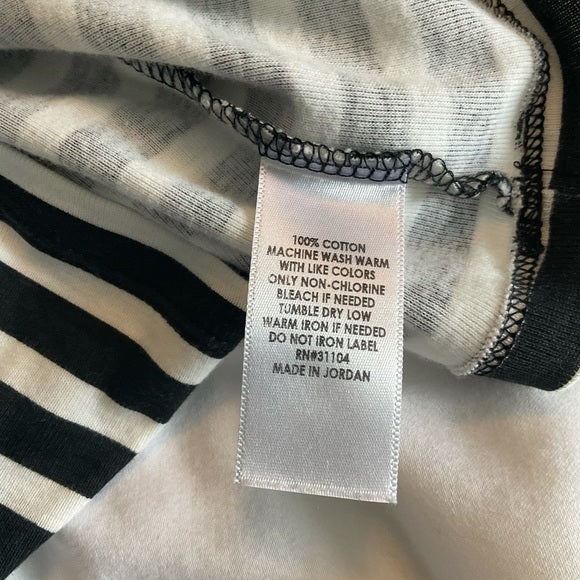 100% COTTON
MACHINE WASH WARM
WITH LIKE COLORS
ONLY NON-CHLORINE
BLEACH IF NEEDED
TUMBLE DRY LOW
WARM IRON IF NEEDED
DO NOT IRON LABEL
RN#31104
MADE IN JORDAN